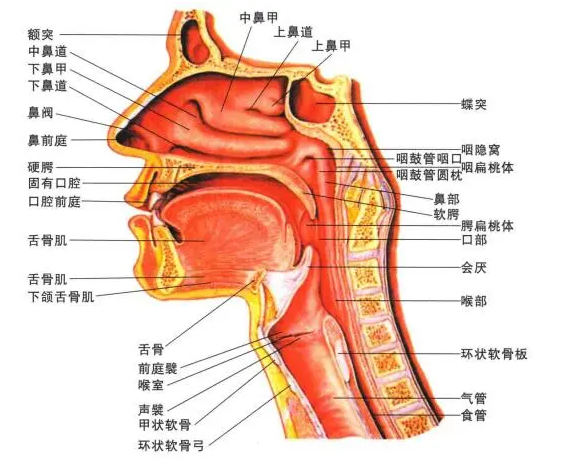 中鼻甲
上鼻道
上鼻甲
额突
中鼻道
下鼻甲
下鼻道
鼻阀
鼻前庭
硬腭
固有口腔
口腔前庭
舌骨肌
舌骨肌
下颌舌骨肌
舌骨
前庭襞
喉室
声襞
甲状软骨
环状软骨弓
蝶突
咽隐窝
咽鼓管咽口
咽扁桃体
咽鼓管圆枕
鼻部
软腭
腭扁桃体
口部
会厌
喉部
环状软骨板
气管
食管